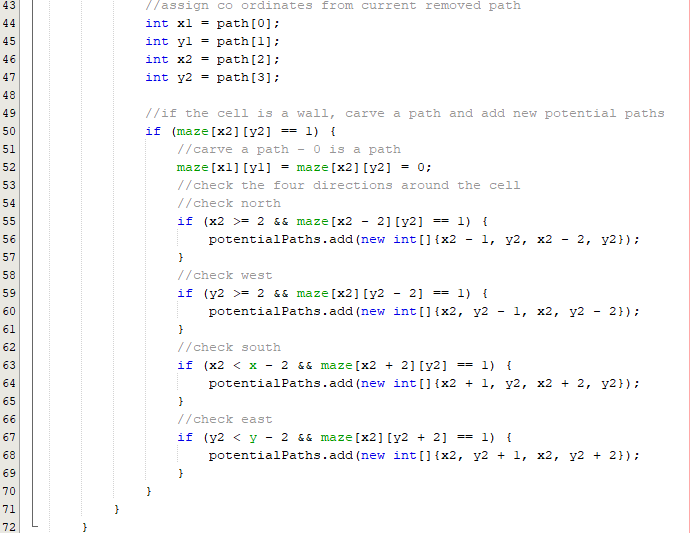 43 //assign co ordinates from current removed path
44 int x1 = path[0];
45 int y1 = path[1];
46 int x2 = path[2];
47 int y2 = path[3];
48
49 //if the cell is a wall, carve a path and add new potential paths
50 if (maze[x2][y2] == 1) {
51 //carve a path - 0 is a path
52 maze[x1][y1] = maze[x2][y2] = 0;
53 //check the four directions around the cell
54 //check north
55 if (x2 >= 2 && maze[x2 - 2][y2] == 1) {
56 potentialPaths.add(new int[]{x2 - 1, y2, x2 - 2, y2});
57 }
58 //check west
59 if (y2 >= 2 && maze[x2][y2 - 2] == 1) {
60 potentialPaths.add(new int[]{x2, y2 - 1, x2, y2 - 2});
61 }
62 //check south
63 if (x2 < x - 2 && maze[x2 + 2][y2] == 1) {
64 potentialPaths.add(new int[]{x2 + 1, y2, x2 + 2, y2});
65 }
66 //check east
67 if (y2 < y - 2 && maze[x2][y2 + 2] == 1) {
68 potentialPaths.add(new int[]{x2, y2 + 1, x2, y2 + 2});
69 }
70 }
71 }
72 }